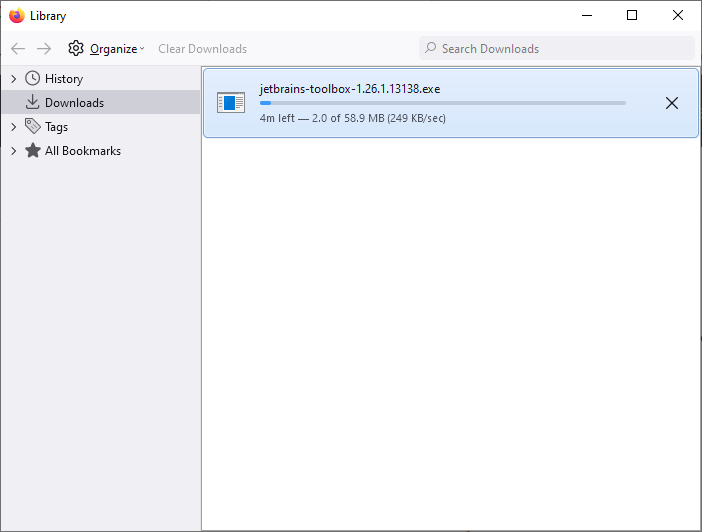 Library
Organize
Clear Downloads
Search Downloads
History
Downloads
Tags
All Bookmarks
jetbrains-toolbox-1.26.1.13138.exe
4m left — 2.0 of 58.9 MB (249 KB/sec)